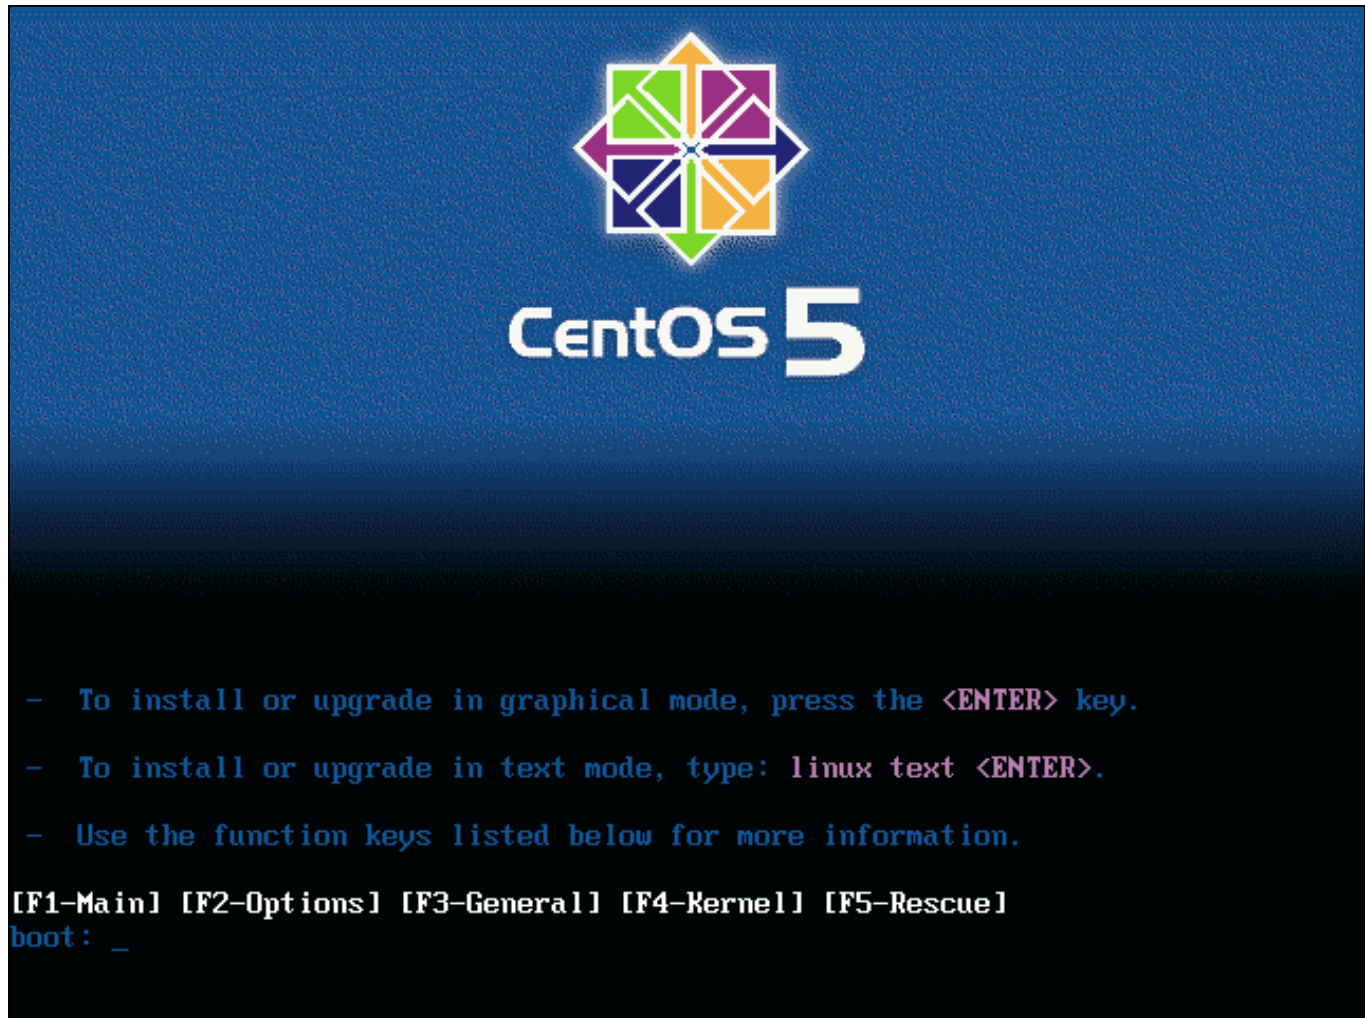 CentOS 5
- To install or upgrade in graphical mode, press the <ENTER> key.
- To install or upgrade in text mode, type: linux text <ENTER>.
- Use the function keys listed below for more information.
[F1-Main] [F2-Options] [F3-General] [F4-Kernel] [F5-Rescue]
boot: _